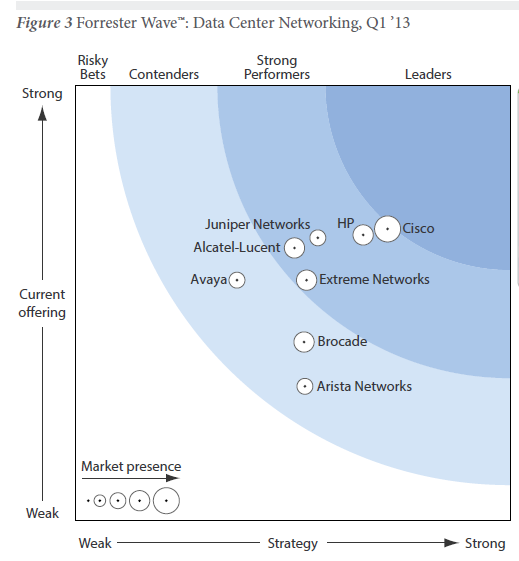 Figure 3 Forrester Wave™: Data Center Networking, Q1 ’13
Risky
Bets
Contenders
Strong
Performers
Leaders
Strong
Juniper Networks
HP
Cisco
Alcatel-Lucent
Avaya
Extreme Networks
Current
offering
Brocade
Arista Networks
Market presence
Weak
Weak
Strategy
Strong